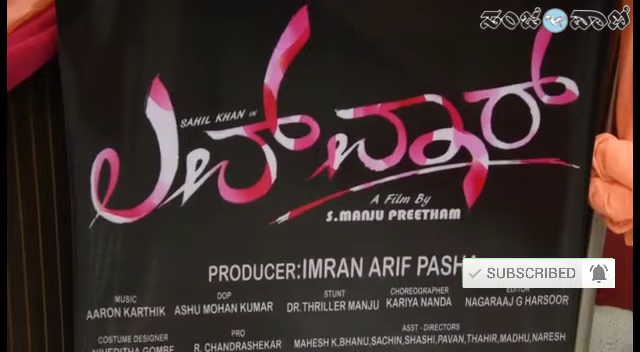 ಸಂಜೆ ವಾಣಿ
SAHIL KHAN IN
ಲವ್ ವ್ಹಾರ್
A Film By
S.MANJU PREETHAM
PRODUCER:IMRAN ARIF PASHA
✓ SUBSCRIBED
MUSIC DOP STUNT CHOREOGRAPHER EDITOR
AARON KARTHIK ASHU MOHAN KUMAR DR.THRILLER MANJU KARIYA NANDA NAGARAAJ G HARSOOR
COSTUME DESIGNER PRO ASST - DIRECTORS
NIVEDITHA GOMBE R. CHANDRASHEKAR MAHESH K,BHANU,SACHIN,SHASHI,PAVAN,THAHIR,MADHU,NARESH